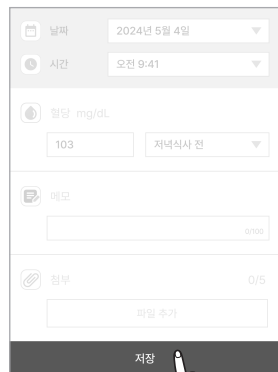 날짜 2024년 5월 4일
시간 오전 9:41
혈당 mg/dL
103 저녁식사 전
메모
0/100
첨부 0/5
파일 추가
저장